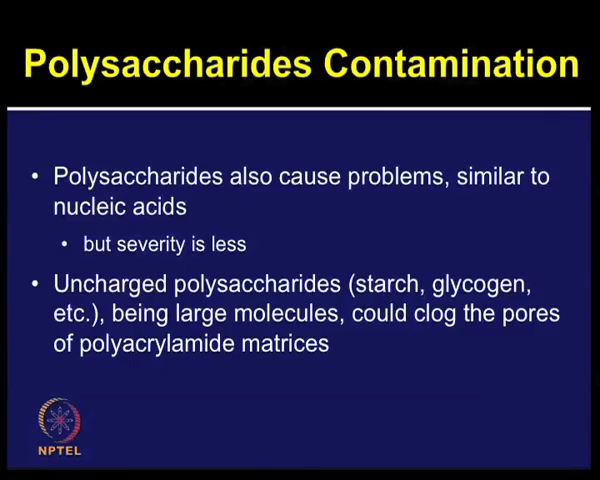 Polysaccharides Contamination
• Polysaccharides also cause problems, similar to
nucleic acids
• but severity is less
• Uncharged polysaccharides (starch, glycogen,
etc.), being large molecules, could clog the pores
of polyacrylamide matrices
NPTEL